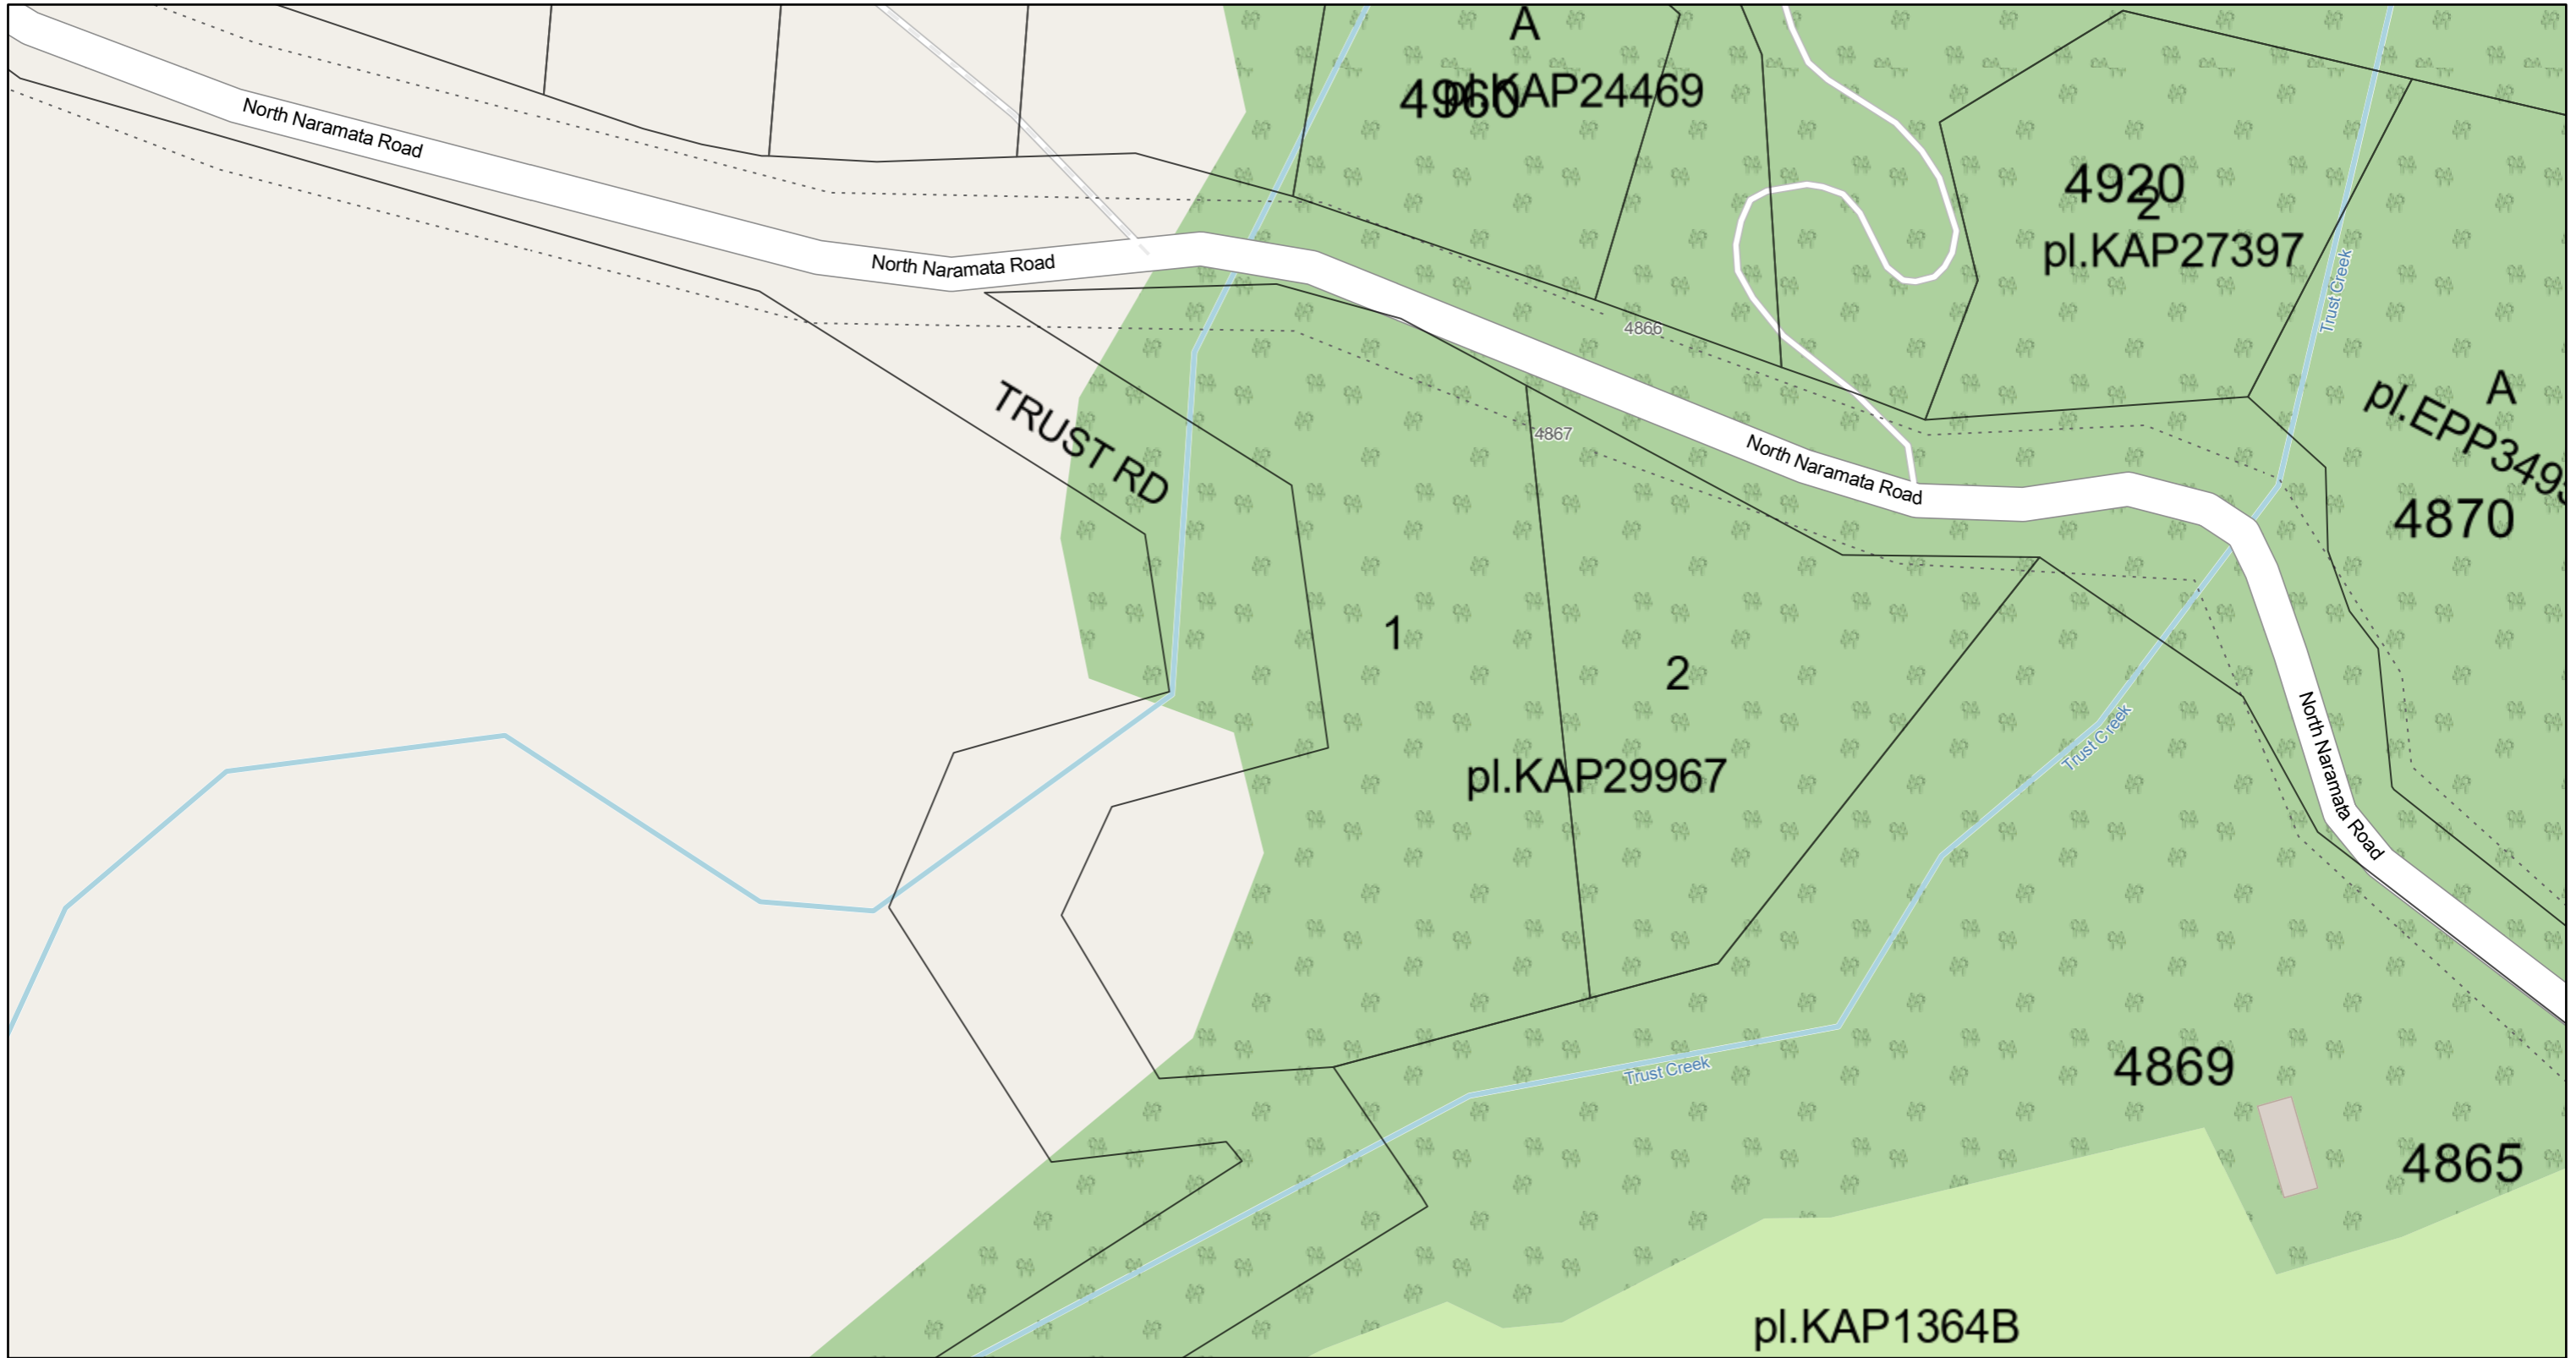 A
4960
pl.KAP24469
North Naramata Road
4920
2
pl.KAP27397
North Naramata Road
Trust Creek
4866
A
pl.EPP349
TRUST RD
4867
North Naramata Road
4870
1
2
Trust Creek
North Naramata Road
pl.KAP29967
Trust Creek
4869
4865
pl.KAP1364B